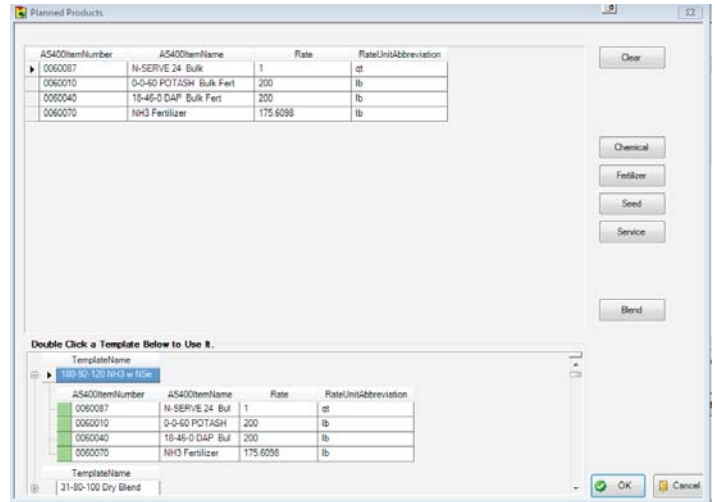 Planned Products
AS400ItemNumber AS400ItemName Rate RateUnitAbbreviation
0060087 N-SERVE 24 Bulk 1 qt
0060010 0-0-60 POTASH Bulk Fert 200 lb
0060040 18-46-0 DAP Bulk Fert 200 lb
0060070 NH3 Fertilizer 175.6098 lb
Clear
Chemical
Fertilizer
Seed
Service
Blend
Double Click a Template Below to Use It.
TemplateName
180-92-120 NH3 w NSe
AS400ItemNumber AS400ItemName Rate RateUnitAbbreviation
0060087 N-SERVE 24 Bul 1 qt
0060010 0-0-60 POTASH 200 lb
0060040 18-46-0 DAP Bul 200 lb
0060070 NH3 Fertilizer 175.6098 lb
TemplateName
31-80-100 Dry Blend
OK Cancel